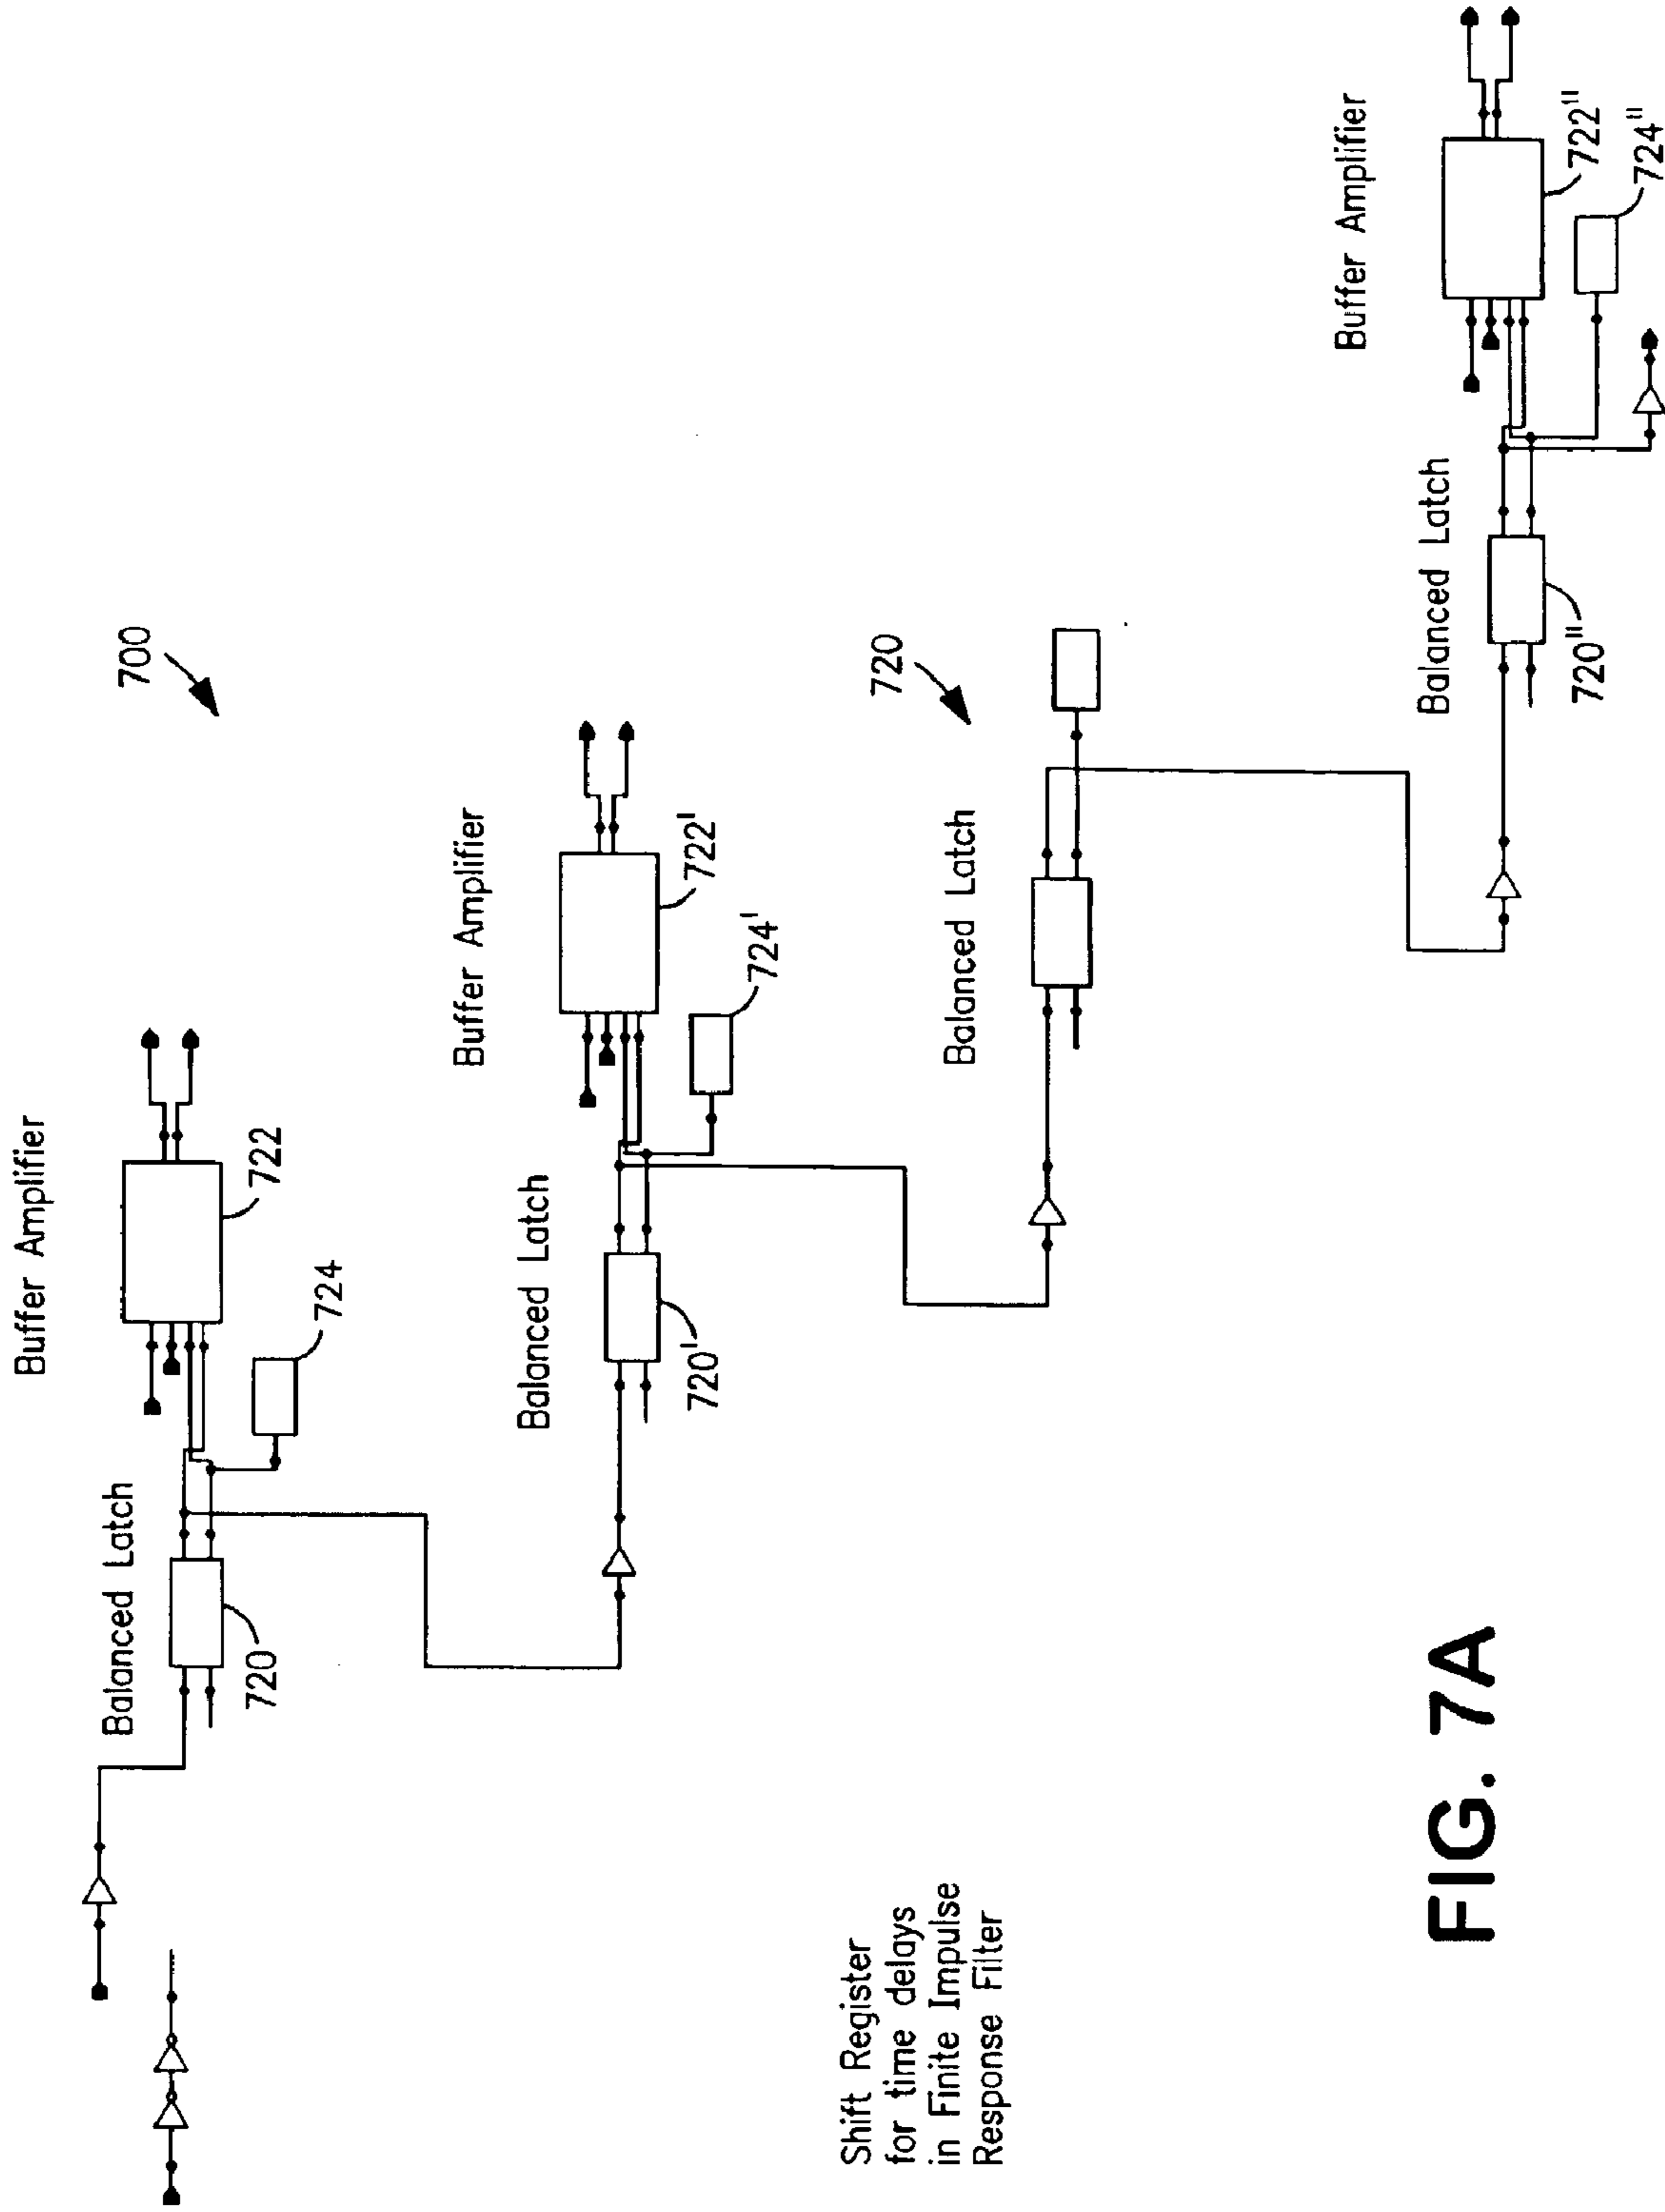 Buffer Amplifier
722
Balanced Latch
724
720
700
Buffer Amplifier
722'
Balanced Latch
724'
720'
720
Balanced Latch
Buffer Amplifier
722"
724"
Balanced Latch
720"
Shift Register
for time delays
in Finite Impulse
Response Filter
FIG. 7A